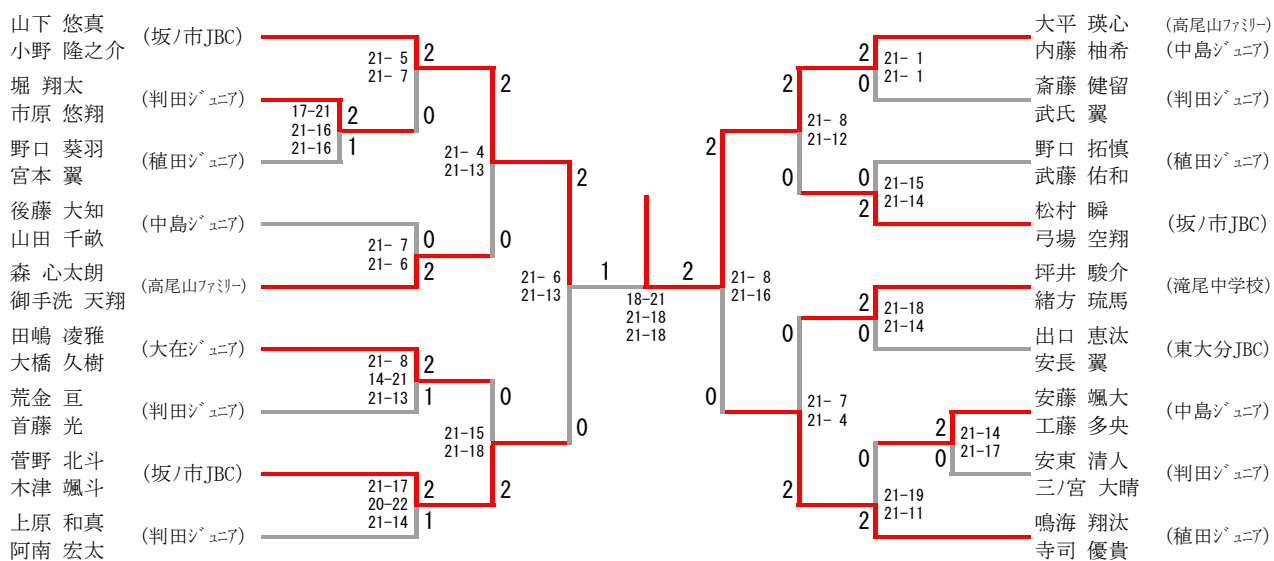 山下 悠真
小野 隆之介
(坂ノ市JBC)
堀 翔太
市原 悠翔
(判田ジュニア)
野口 葵羽
宮本 翼
(稙田ジュニア)
後藤 大知
山田 千畝
(中島ジュニア)
森 心太朗
御手洗 天翔
(高尾山ファミリー)
田嶋 凌雅
大橋 久樹
(大在ジュニア)
荒金 亘
首藤 光
(判田ジュニア)
菅野 北斗
木津 颯斗
(坂ノ市JBC)
上原 和真
阿南 宏太
(判田ジュニア)
21- 5
21- 7
2
0
17-21
21-16
21-16
2
1
21- 4
21-13
2
0
21- 7
21- 6
0
2
21- 6
21-13
2
0
21- 8
14-21
21-13
2
1
21-15
21-18
0
2
21-17
20-22
21-14
2
1
1
2
18-21
21-18
21-18
21- 8
21-16
2
0
21- 8
21-12
2
0
21- 1
21- 1
2
0
21-15
21-14
0
2
21-18
21-14
2
0
21- 7
21- 4
0
2
21-14
21-17
2
0
21-19
21-11
0
2
大平 瑛心
(高尾山ファミリー)
内藤 柚希
(中島ジュニア)
斎藤 健留
武氏 翼
(判田ジュニア)
野口 拓慎
武藤 佑和
(稙田ジュニア)
松村 瞬
弓場 空翔
(坂ノ市JBC)
坪井 駿介
緒方 琉馬
(滝尾中学校)
出口 恵汰
安長 翼
(東大分JBC)
安藤 颯大
工藤 多央
(中島ジュニア)
安東 清人
三ノ宮 大晴
(判田ジュニア)
鳴海 翔汰
寺司 優貴
(稙田ジュニア)